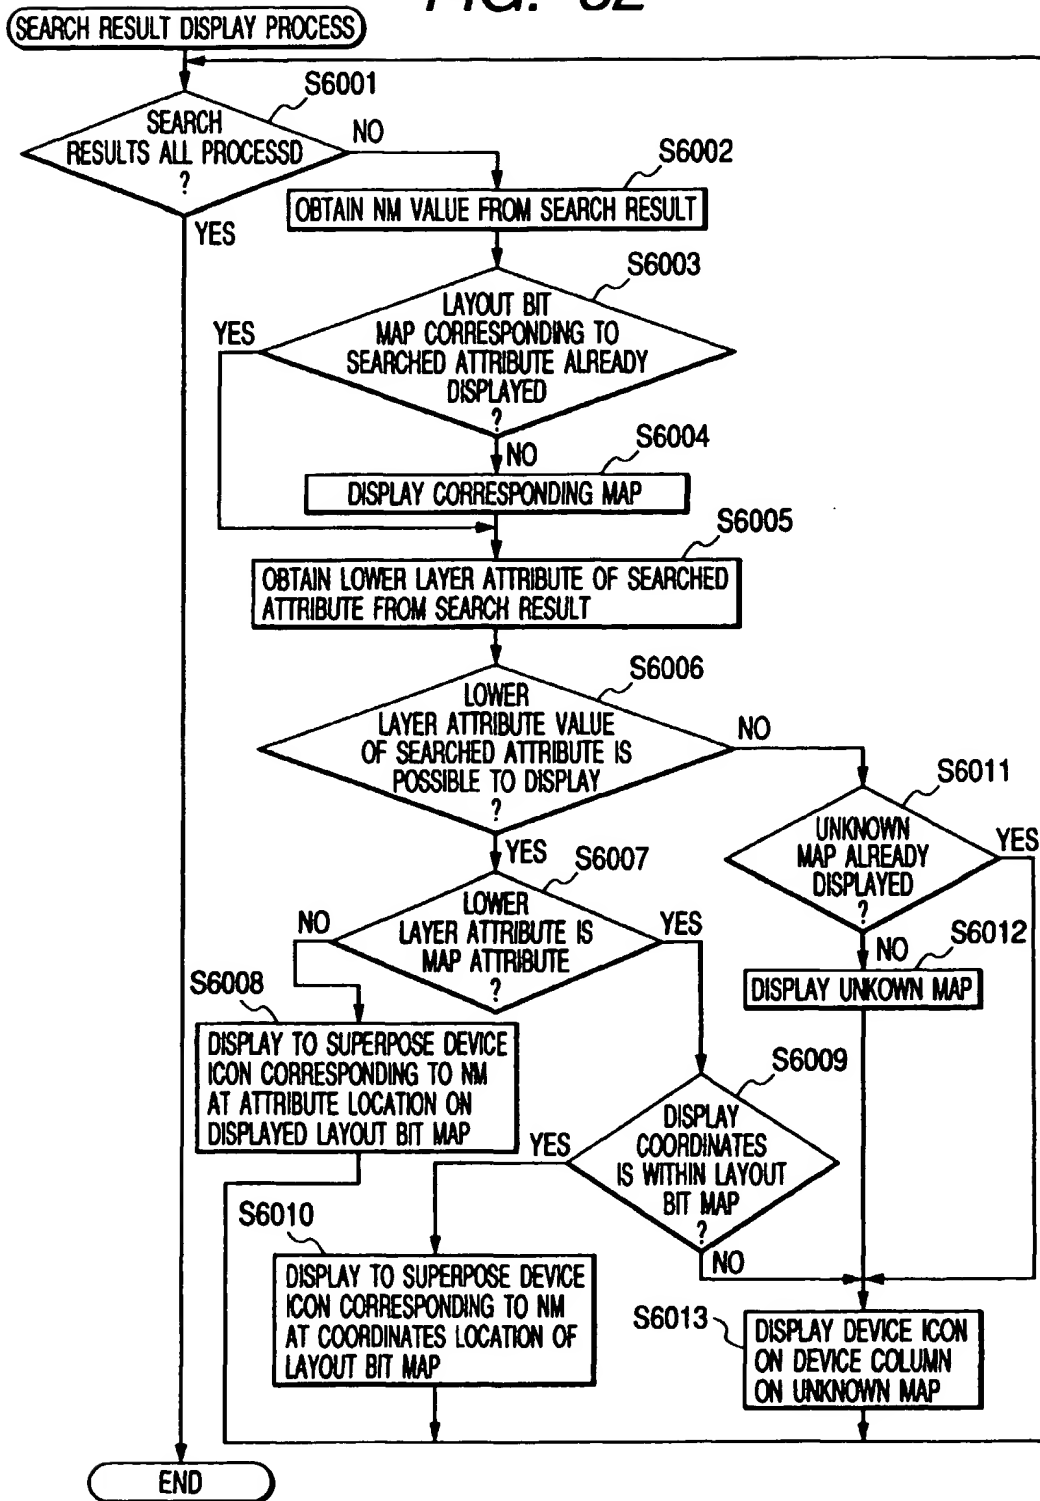 SEARCH RESULT DISPLAY PROCESS
S6001
SEARCH
RESULTS ALL PROCESSD
?
NO
YES
S6002
OBTAIN NM VALUE FROM SEARCH RESULT
S6003
LAYOUT BIT
MAP CORRESPONDING TO
SEARCHED ATTRIBUTE ALREADY
DISPLAYED
?
YES
NO
S6004
DISPLAY CORRESPONDING MAP
S6005
OBTAIN LOWER LAYER ATTRIBUTE OF SEARCHED
ATTRIBUTE FROM SEARCH RESULT
S6006
LOWER
LAYER ATTRIBUTE VALUE
OF SEARCHED ATTRIBUTE IS
POSSIBLE TO DISPLAY
?
NO
YES
S6011
UNKNOWN
MAP ALREADY
DISPLAYED
?
YES
NO
S6007
LOWER
LAYER ATTRIBUTE IS
MAP ATTRIBUTE
?
NO
YES
S6012
DISPLAY UNKOWN MAP
S6008
DISPLAY TO SUPERPOSE DEVICE
ICON CORRESPONDING TO NM
AT ATTRIBUTE LOCATION ON
DISPLAYED LAYOUT BIT MAP
S6009
DISPLAY
COORDINATES
IS WITHIN LAYOUT
BIT MAP
?
YES
NO
S6010
DISPLAY TO SUPERPOSE DEVICE
ICON CORRESPONDING TO NM
AT COORDINATES LOCATION OF
LAYOUT BIT MAP
S6013
DISPLAY DEVICE ICON
ON DEVICE COLUMN
ON UNKNOWN MAP
END